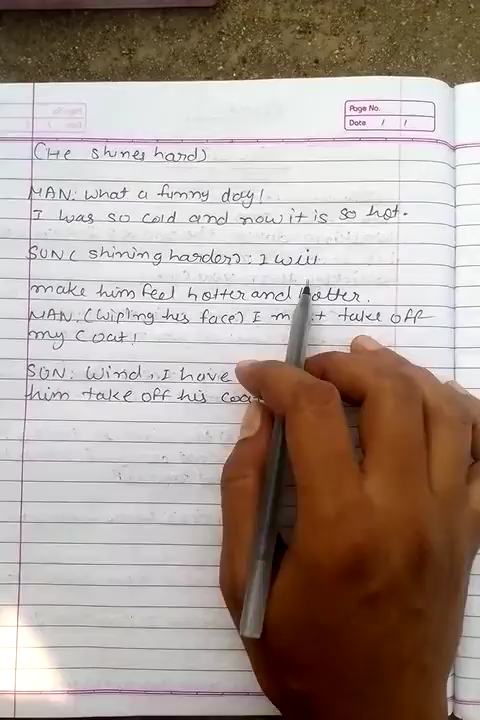 Page No.
Date / /
(He shines hard)
MAN: What a funny day!
I was so cold and now it is so hot.
SUN (shining harder): I will
make him feel hotter and hotter.
MAN: (Wiping his face) I take off
my coat!
SUN: Wind, I have
him take off his